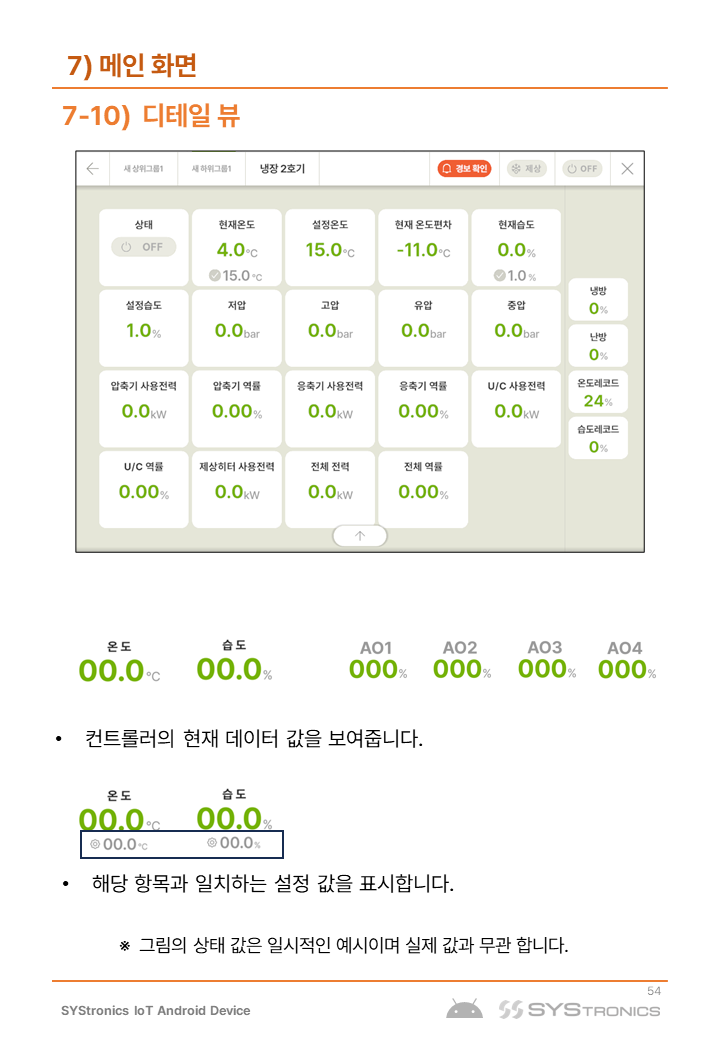 7) 메인 화면
7-10) 디테일 뷰
새 상위그룹1 새 하위그룹1 냉장 2호기 경보 확인 제상 OFF
상태 현재온도 설정온도 현재 온도편차 현재습도
OFF 4.0°C 15.0°C -11.0°C 0.0%
15.0°C 1.0%
냉방
0%
설정습도 저압 고압 유압 중압
1.0% 0.0bar 0.0bar 0.0bar 0.0bar
난방
0%
압축기 사용전력 압축기 역률 응축기 사용전력 응축기 역률 U/C 사용전력
0.0kW 0.00% 0.0kW 0.00% 0.0kW
온도레코드
24%
습도레코드
0%
U/C 역률 제상히터 사용전력 전체 전력 전체 역률
0.00% 0.0kW 0.0kW 0.00%
온도 습도 AO1 AO2 AO3 AO4
00.0°C 00.0% 000% 000% 000% 000%
• 컨트롤러의 현재 데이터 값을 보여줍니다.
온도 습도
00.0°C 00.0%
00.0°C 00.0%
• 해당 항목과 일치하는 설정 값을 표시합니다.
※ 그림의 상태 값은 일시적인 예시이며 실제 값과 무관 합니다.
54
SYStronics IoT Android Device SYSTRONICS